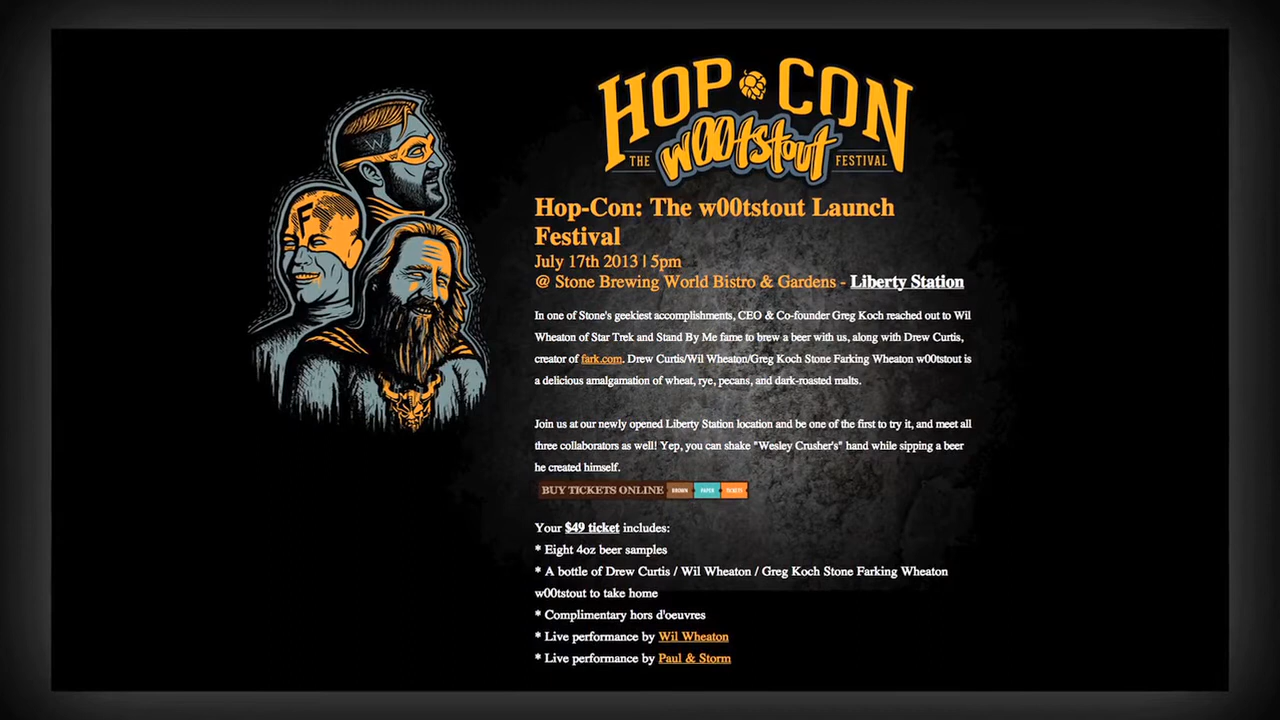 HOP CON
THE w00tstout FESTIVAL
W
F
Hop-Con: The w00tstout Launch
Festival
July 17th 2013 | 5pm
@ Stone Brewing World Bistro & Gardens - Liberty Station
In one of Stone's geekiest accomplishments, CEO & Co-founder Greg Koch reached out to Wil
Wheaton of Star Trek and Stand By Me fame to brew a beer with us, along with Drew Curtis,
creator of fark.com. Drew Curtis/Wil Wheaton/Greg Koch Stone Farking Wheaton w00tstout is
a delicious amalgamation of wheat, rye, pecans, and dark-roasted malts.
Join us at our newly opened Liberty Station location and be one of the first to try it, and meet all
three collaborators as well! Yep, you can shake "Wesley Crusher's" hand while sipping a beer
he created himself.
BUY TICKETS ONLINE BROWN PAPER TICKETS
Your $49 ticket includes:
* Eight 4oz beer samples
* A bottle of Drew Curtis / Wil Wheaton / Greg Koch Stone Farking Wheaton
w00tstout to take home
* Complimentary hors d'oeuvres
* Live performance by Wil Wheaton
* Live performance by Paul & Storm